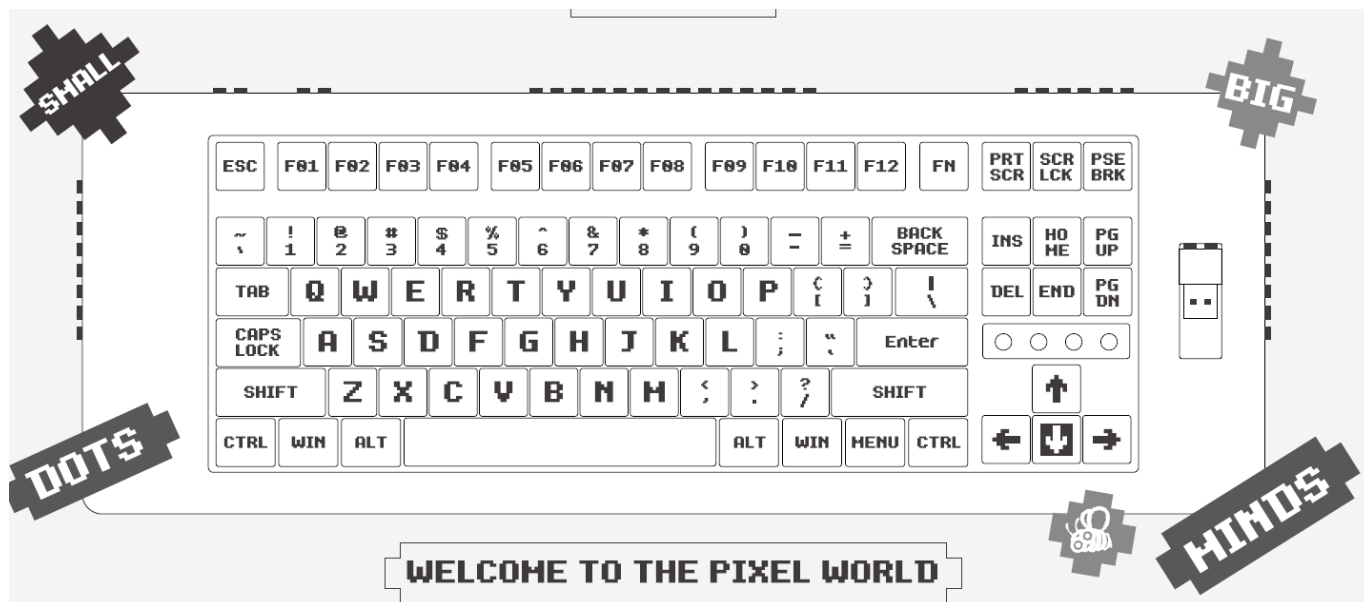 SMALL
BIG
ESC F01 F02 F03 F04 F05 F06 F07 F08 F09 F10 F11 F12 FN PRT SCR LCK PSE
SCR LCK BRK
~ ! @ # $ % ^ & * ( ) — + BACK INS HO PG
` 1 2 3 4 5 6 7 8 9 0 - = SPACE ME UP
TAB Q W E R T Y U I O P { } | DEL END PG
[ ] \ DN
CAPS A S D F G H J K L : " Enter
LOCK ; '
SHIFT Z X C V B N M < > ? SHIFT ↑
, . /
CTRL WIN ALT ALT WIN MENU CTRL ← ↓ →
DOTS
MINDS
WELCOME TO THE PIXEL WORLD